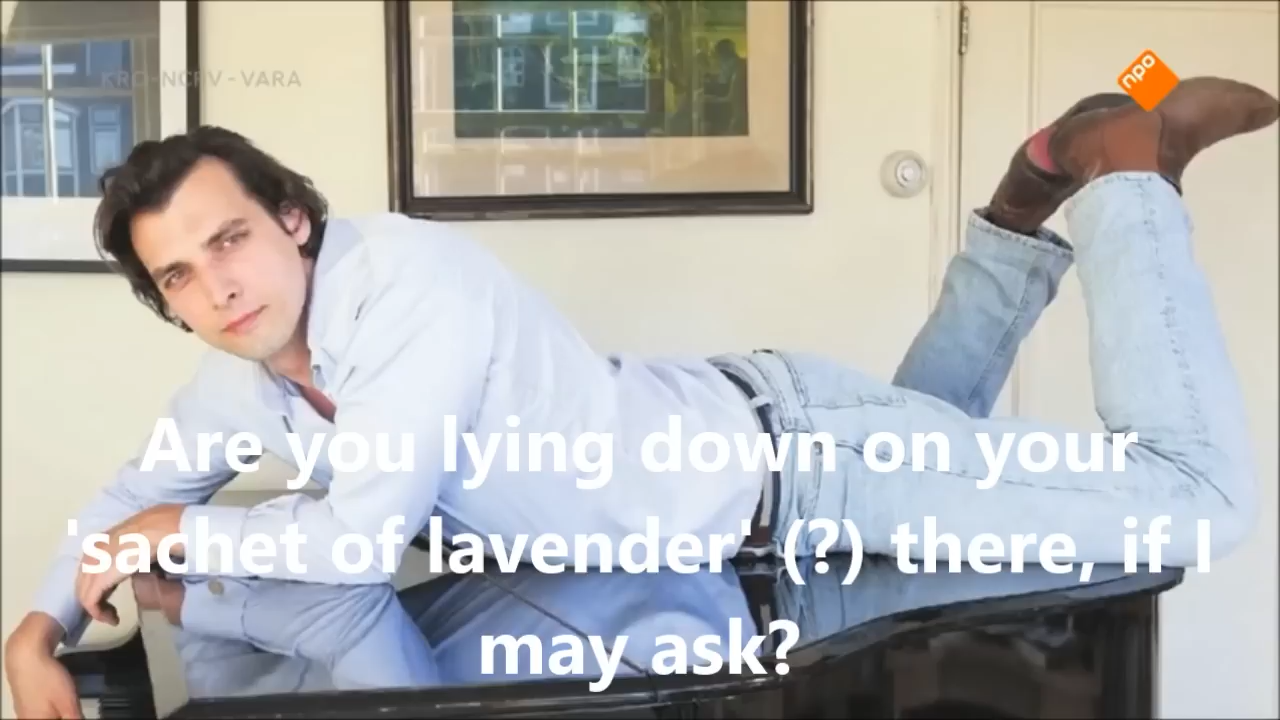 KRO-NCRV - VARA
npo
Are you lying down on your
'sachet of lavender' (?) there, if I
may ask?